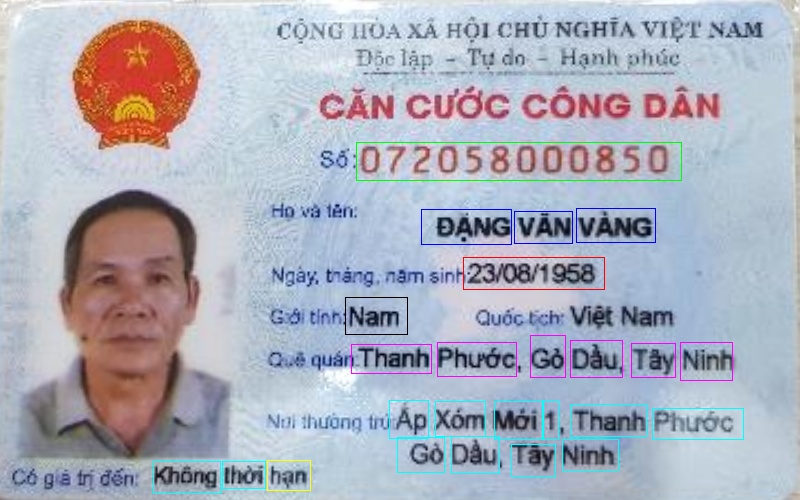 CỘNG HÒA XÃ HỘI CHỦ NGHĨA VIỆT NAM
Độc lập - Tự do - Hạnh phúc
CĂN CƯỚC CÔNG DÂN
Số: 072058000850
Họ và tên:
ĐẶNG VĂN VÀNG
Ngày, tháng, năm sinh: 23/08/1958
Giới tính: Nam Quốc tịch: Việt Nam
Quê quán: Thanh Phước, Gò Dầu, Tây Ninh
Nơi thường trú: Ấp Xóm Mới 1, Thanh Phước
Gò Dầu, Tây Ninh
Có giá trị đến: Không thời hạn